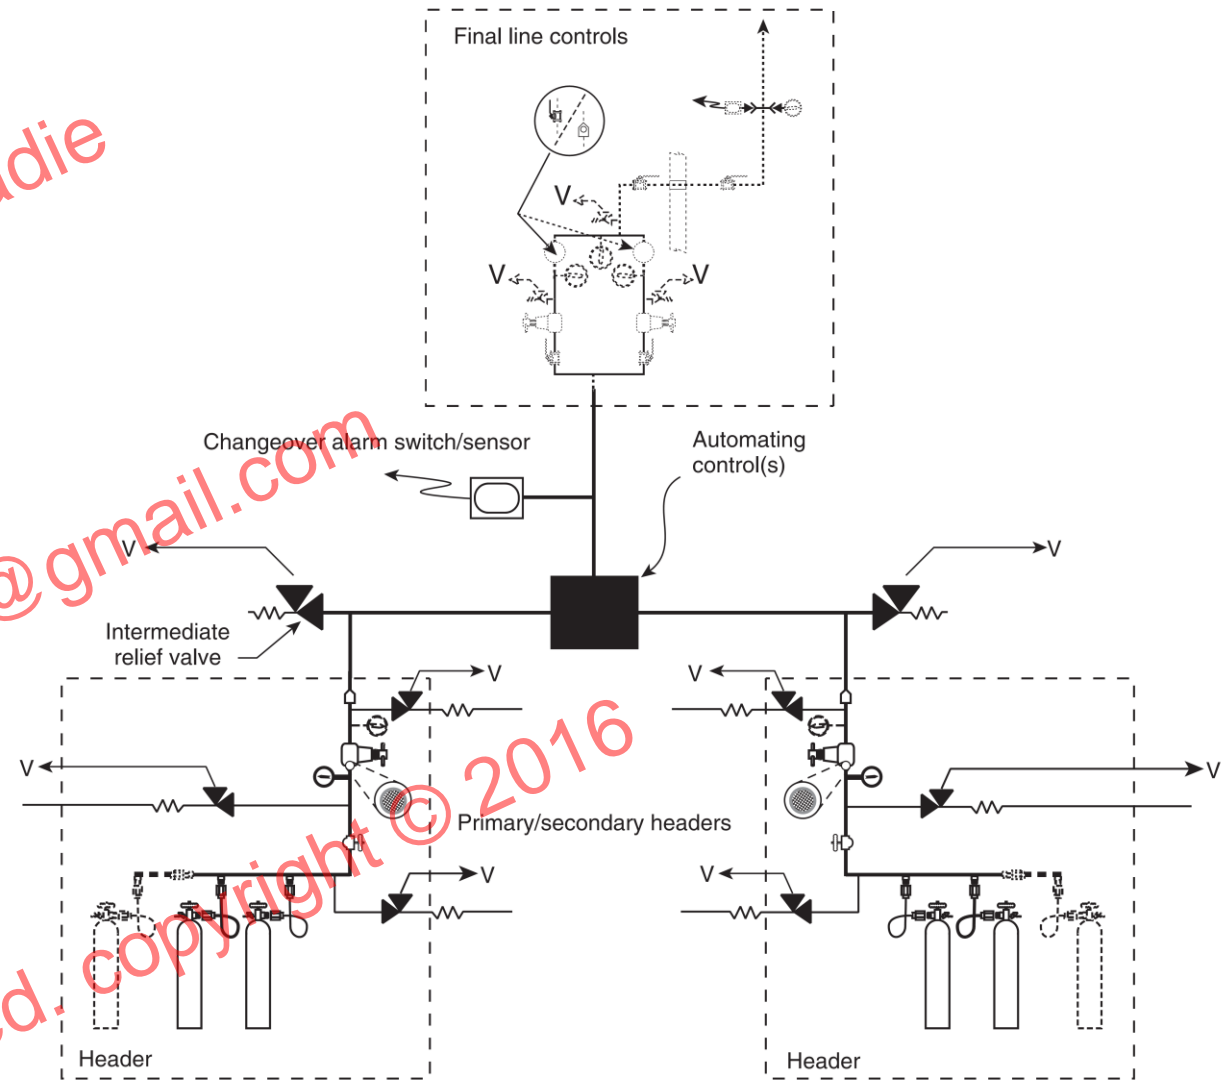 Final line controls
V
V
V
Changeover alarm switch/sensor
Automating
control(s)
V
V
Intermediate
relief valve
V
V
V
V
Primary/secondary headers
V
V
Header
Header
adie
@gmail.com
ed. copyright © 2016